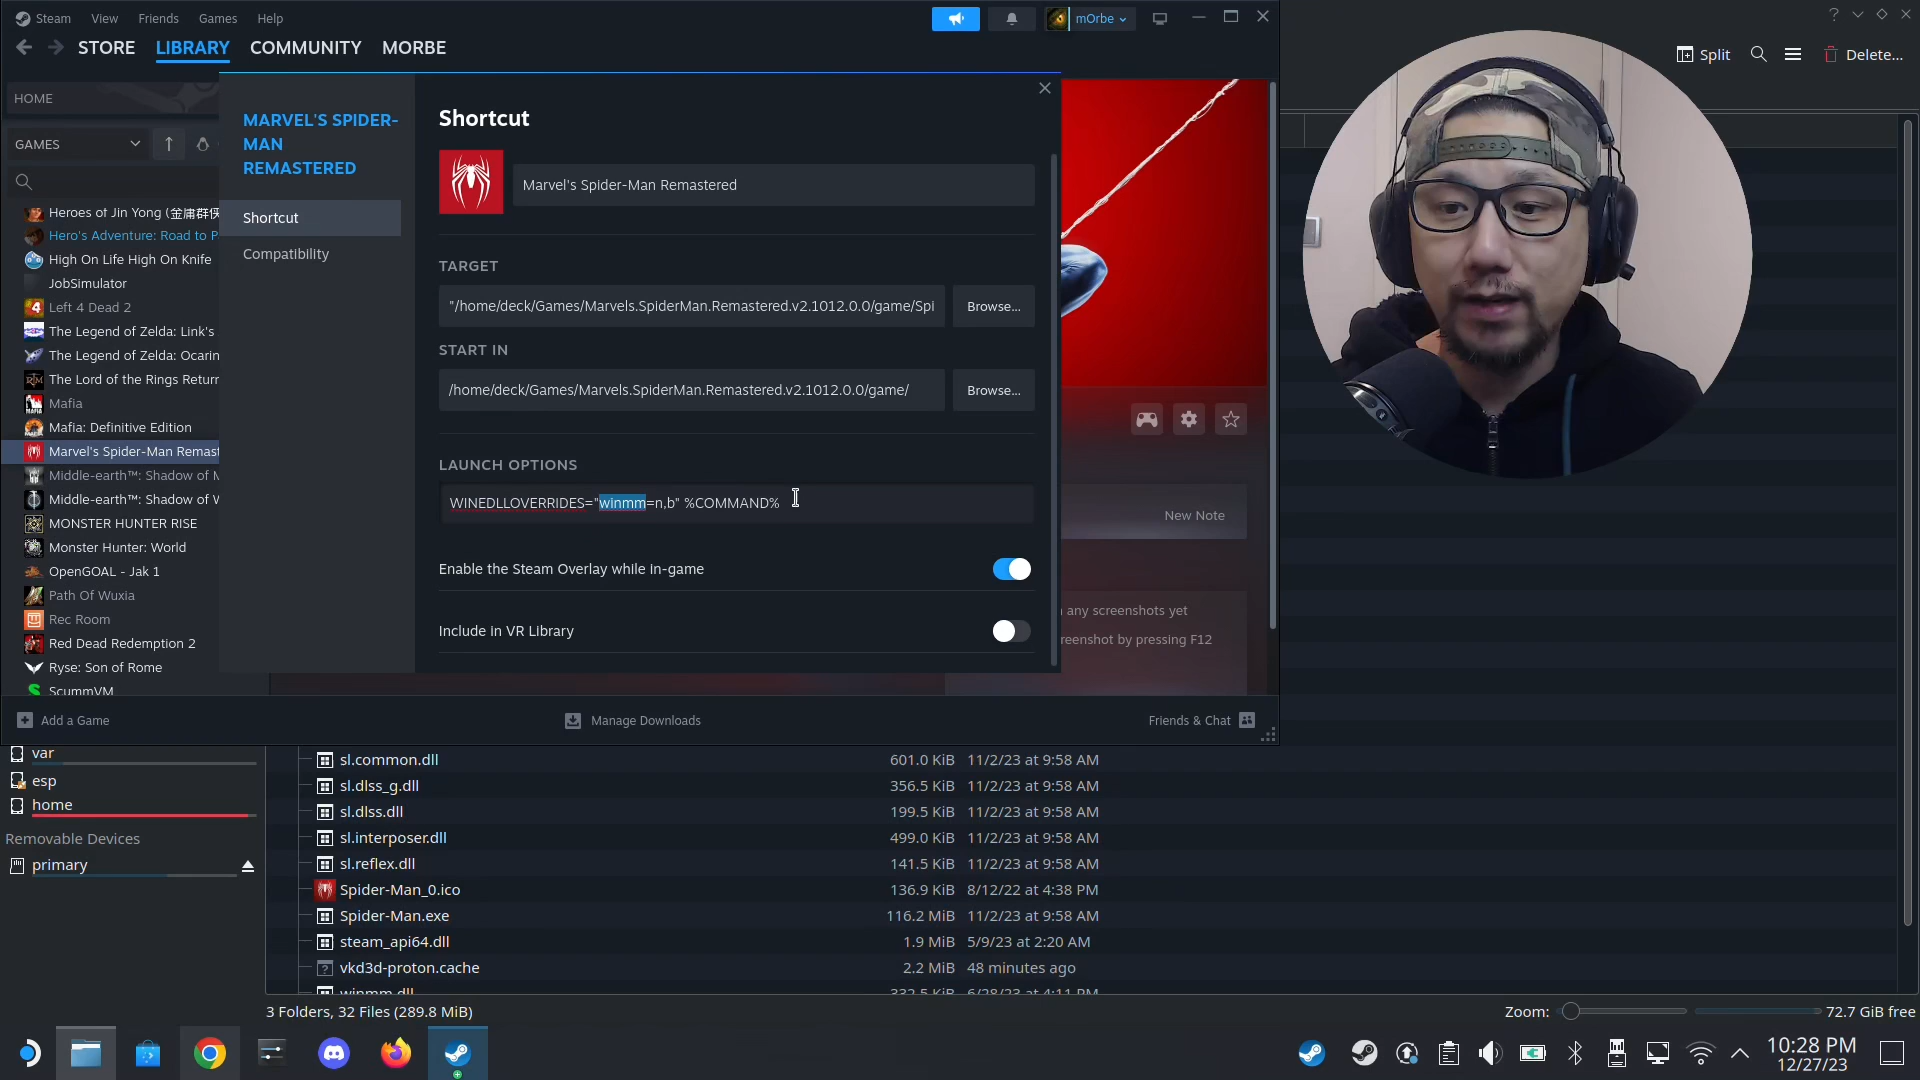 Steam View Friends Games Help
mOrbe
STORE LIBRARY COMMUNITY MORBE
Split
Delete...
HOME
GAMES
Heroes of Jin Yong (金庸群俠
Hero's Adventure: Road to P
High On Life High On Knife
JobSimulator
Left 4 Dead 2
The Legend of Zelda: Link's
The Legend of Zelda: Ocarin
The Lord of the Rings Return
Mafia
Mafia: Definitive Edition
Marvel's Spider-Man Remast
Middle-earth™: Shadow of M
Middle-earth™: Shadow of W
MONSTER HUNTER RISE
Monster Hunter: World
OpenGOAL - Jak 1
Path Of Wuxia
Rec Room
Red Dead Redemption 2
Ryse: Son of Rome
ScummVM
MARVEL'S SPIDER-
MAN
REMASTERED
Shortcut
Compatibility
Shortcut
Marvel's Spider-Man Remastered
TARGET
"/home/deck/Games/Marvels.SpiderMan.Remastered.v2.1012.0.0/game/Spi
Browse...
START IN
/home/deck/Games/Marvels.SpiderMan.Remastered.v2.1012.0.0/game/
Browse...
LAUNCH OPTIONS
WINEDLLOVERRIDES="winmm=n,b" %COMMAND%
Enable the Steam Overlay while in-game
Include in VR Library
New Note
any screenshots yet
reenshot by pressing F12
Add a Game
Manage Downloads
Friends & Chat
var
esp
home
Removable Devices
primary
sl.common.dll 601.0 KiB 11/2/23 at 9:58 AM
sl.dlss_g.dll 356.5 KiB 11/2/23 at 9:58 AM
sl.dlss.dll 199.5 KiB 11/2/23 at 9:58 AM
sl.interposer.dll 499.0 KiB 11/2/23 at 9:58 AM
sl.reflex.dll 141.5 KiB 11/2/23 at 9:58 AM
Spider-Man_0.ico 136.9 KiB 8/12/22 at 4:38 PM
Spider-Man.exe 116.2 MiB 11/2/23 at 9:58 AM
steam_api64.dll 1.9 MiB 5/9/23 at 2:20 AM
vkd3d-proton.cache 2.2 MiB 48 minutes ago
winmm.dll 332.5 KiB 6/28/23 at 4:11 PM
3 Folders, 32 Files (289.8 MiB)
Zoom:
72.7 GiB free
10:28 PM
12/27/23